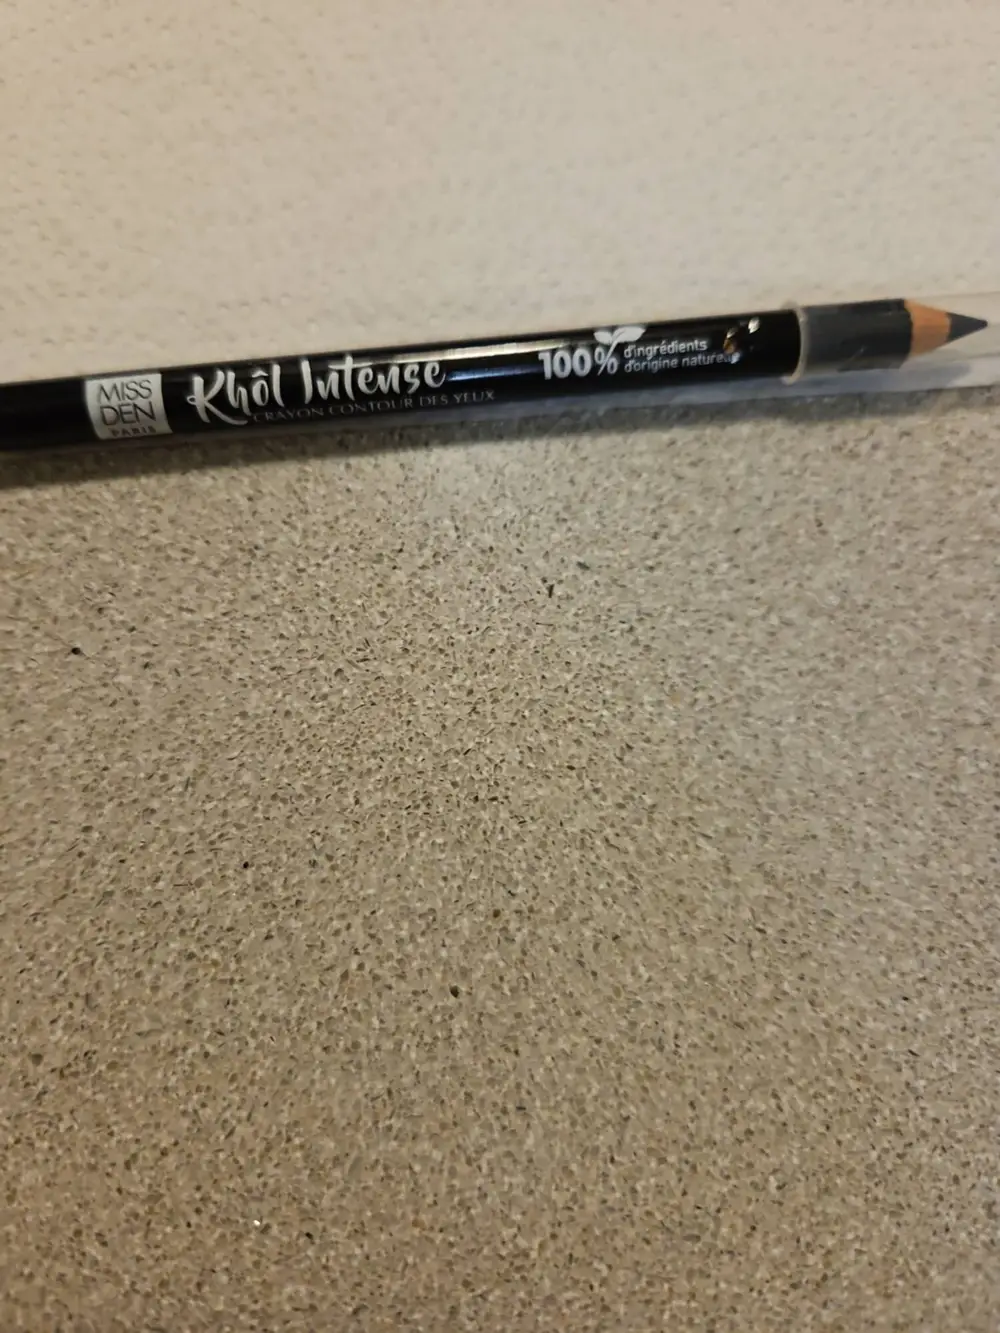 MISS
DEN
PARIS
Khôl Intense
CRAYON CONTOUR DES YEUX
100%
d'ingrédients
d'origine naturelle